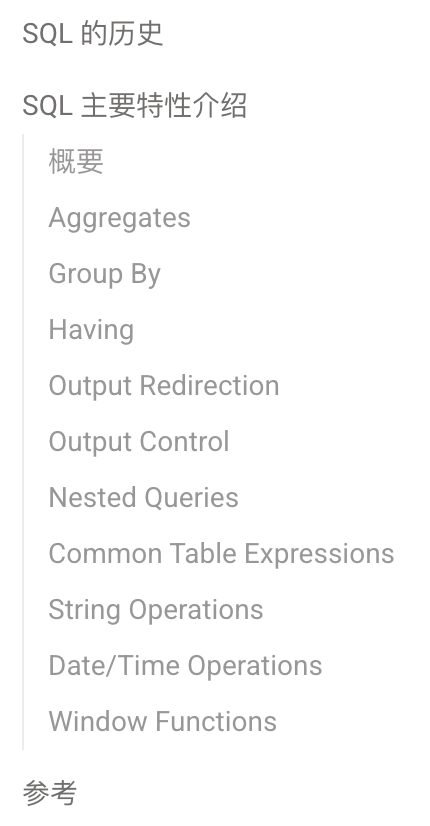 SQL 的历史
SQL 主要特性介绍
概要
Aggregates
Group By
Having
Output Redirection
Output Control
Nested Queries
Common Table Expressions
String Operations
Date/Time Operations
Window Functions
参考